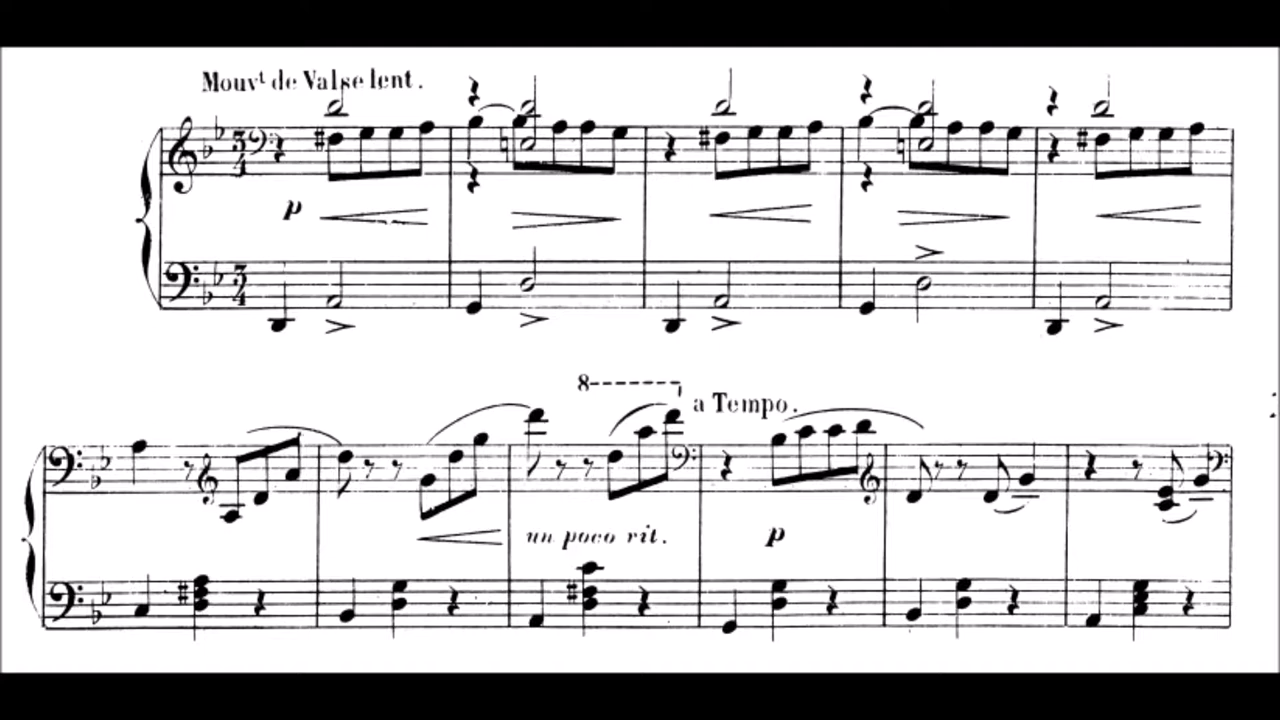 Mouvt de Valse lent.
p
8
a Tempo.
un poco rit.
p